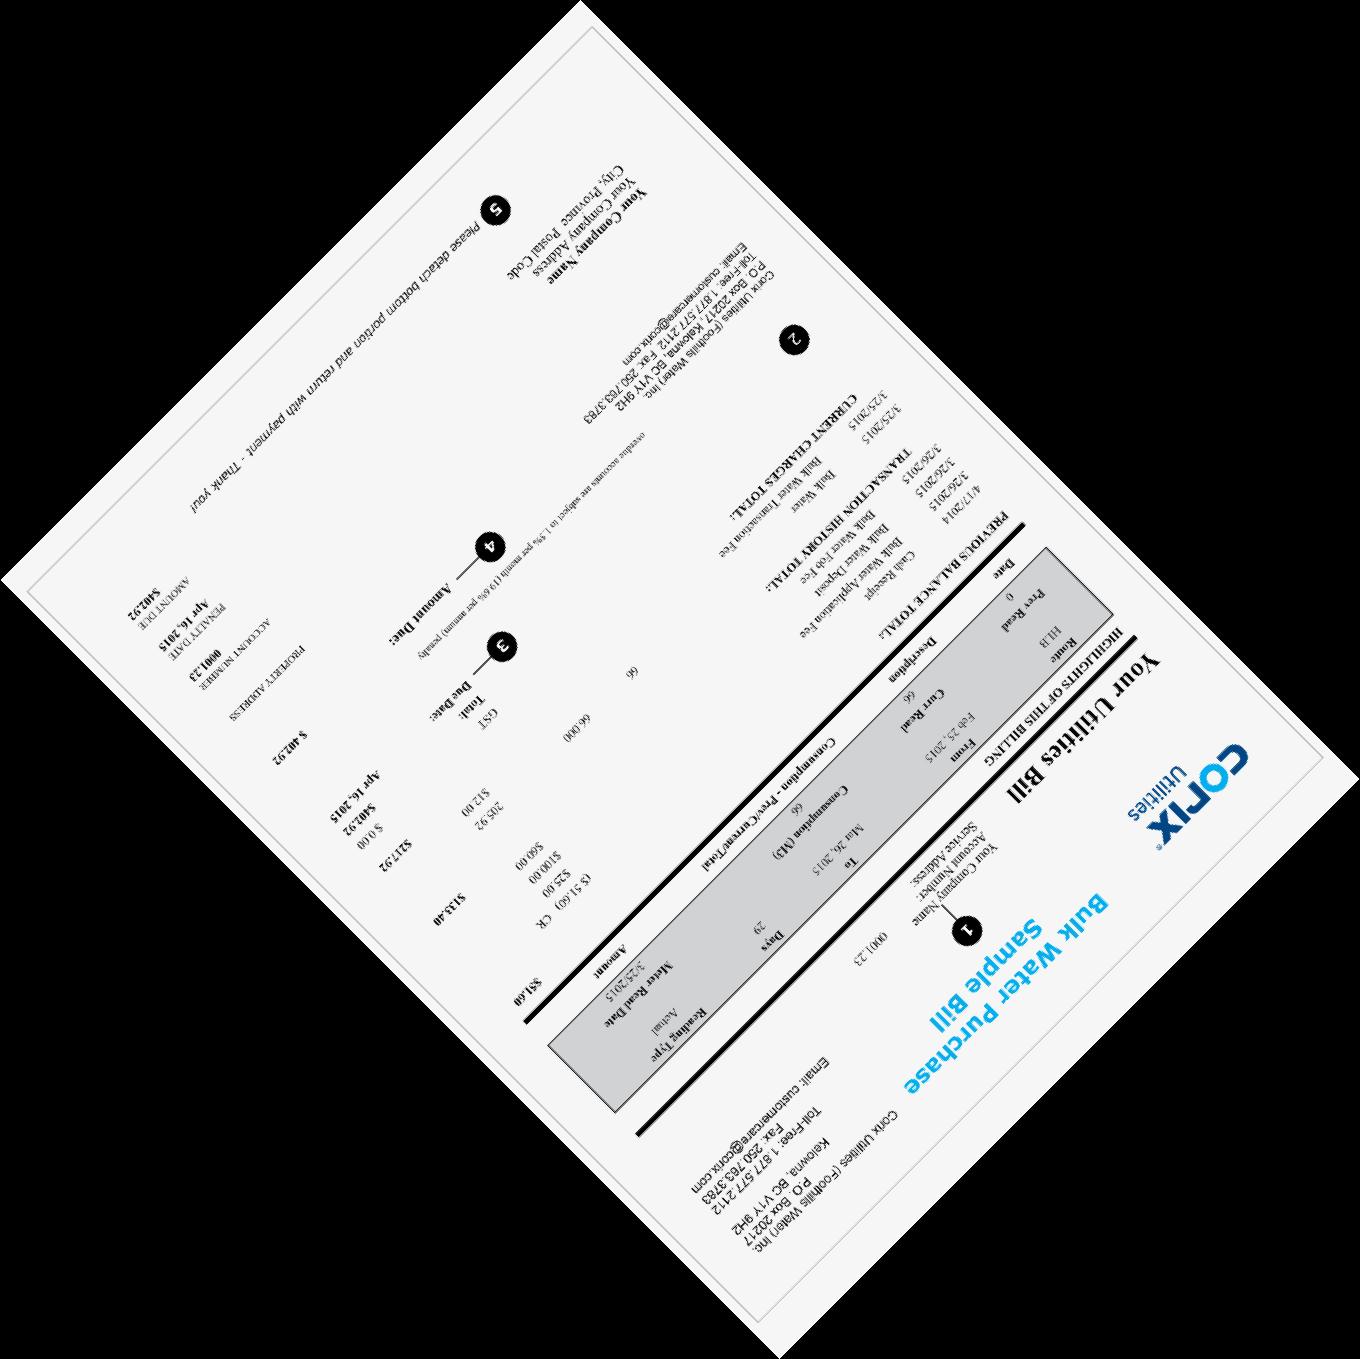 corix®
Utilities
Bulk Water Purchase
Sample Bill
Corix Utilities (Foothills Water) Inc.
P.O. Box 20217
Kelowna, BC V1Y 9H2
Toll-Free: 1.877.577.2112
Fax: 250.763.3783
Email: customercare@corix.com
Your Utilities Bill
1
Your Company Name
Account Number: 0001.23
Service Address:
HIGHLIGHTS OF THIS BILLING
Route From To Days Reading Type
HLB Feb 25, 2015 Mar 26, 2015 29 Actual
Prev Read Curr Read Consumption (M3) Meter Read Date
0 66 66 3/25/2015
Date Description Consumption - Prev/Current/Total Amount
PREVIOUS BALANCE TOTAL: $51.60
4/17/2014 Cash Receipt ($ 51.60) CR
3/26/2015 Bulk Water Application Fee $25.00
3/26/2015 Bulk Water Deposit $100.00
3/26/2015 Bulk Water Fob Fee $60.00
TRANSACTION HISTORY TOTAL: $133.40
3/25/2015 Bulk Water 66.000 205.92
3/25/2015 Bulk Water Transaction Fee 66 $12.00
CURRENT CHARGES TOTAL: $217.92
2
GST $ 0.00
Total: $402.92
3 Due Date: Apr 16, 2015
overdue accounts are subject to 1.5% per month (19.6% per annum) penalty
4 Amount Due: $ 402.92
Corix Utilities (Foothills Water) Inc.
P.O. Box 20217, Kelowna, BC V1Y 9H2
Toll-Free: 1.877.577.2112 Fax: 250.763.3783
Email: customercare@corix.com
5 Please detach bottom portion and return with payment - Thank you!
Your Company Name
Your Company Address
City, Province Postal Code
PROPERTY ADDRESS
ACCOUNT NUMBER
0001.23
PENALTY DATE
Apr 16, 2015
AMOUNT DUE
$402.92